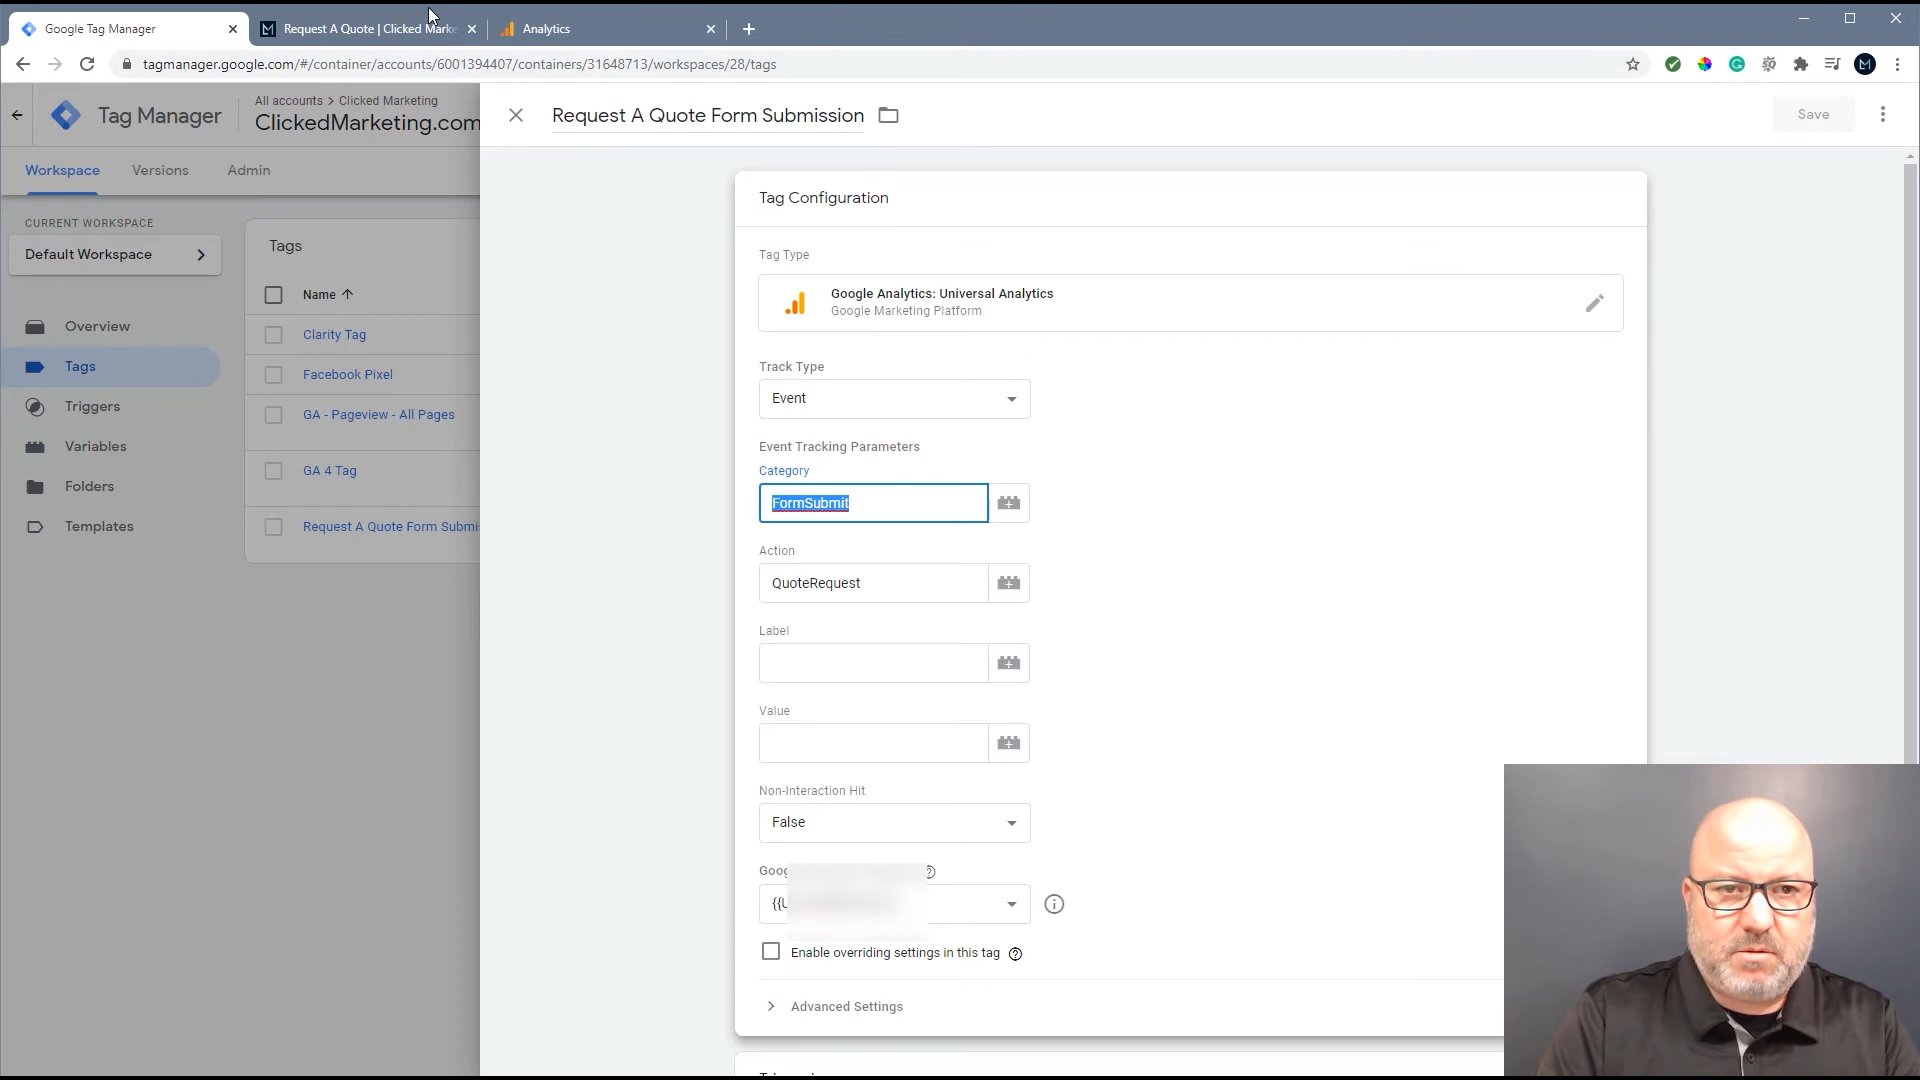 Google Tag Manager
Request A Quote | Clicked Marke
Analytics
tagmanager.google.com/#/container/accounts/6001394407/containers/31648713/workspaces/28/tags
Tag Manager
All accounts > Clicked Marketing
ClickedMarketing.com
Request A Quote Form Submission
Save
Workspace
Versions
Admin
CURRENT WORKSPACE
Default Workspace
Overview
Tags
Triggers
Variables
Folders
Templates
Tags
Name
Clarity Tag
Facebook Pixel
GA - Pageview - All Pages
GA 4 Tag
Request A Quote Form Submi
Tag Configuration
Tag Type
Google Analytics: Universal Analytics
Google Marketing Platform
Track Type
Event
Event Tracking Parameters
Category
FormSubmit
Action
QuoteRequest
Label
Value
Non-Interaction Hit
False
Goog
Enable overriding settings in this tag
Advanced Settings